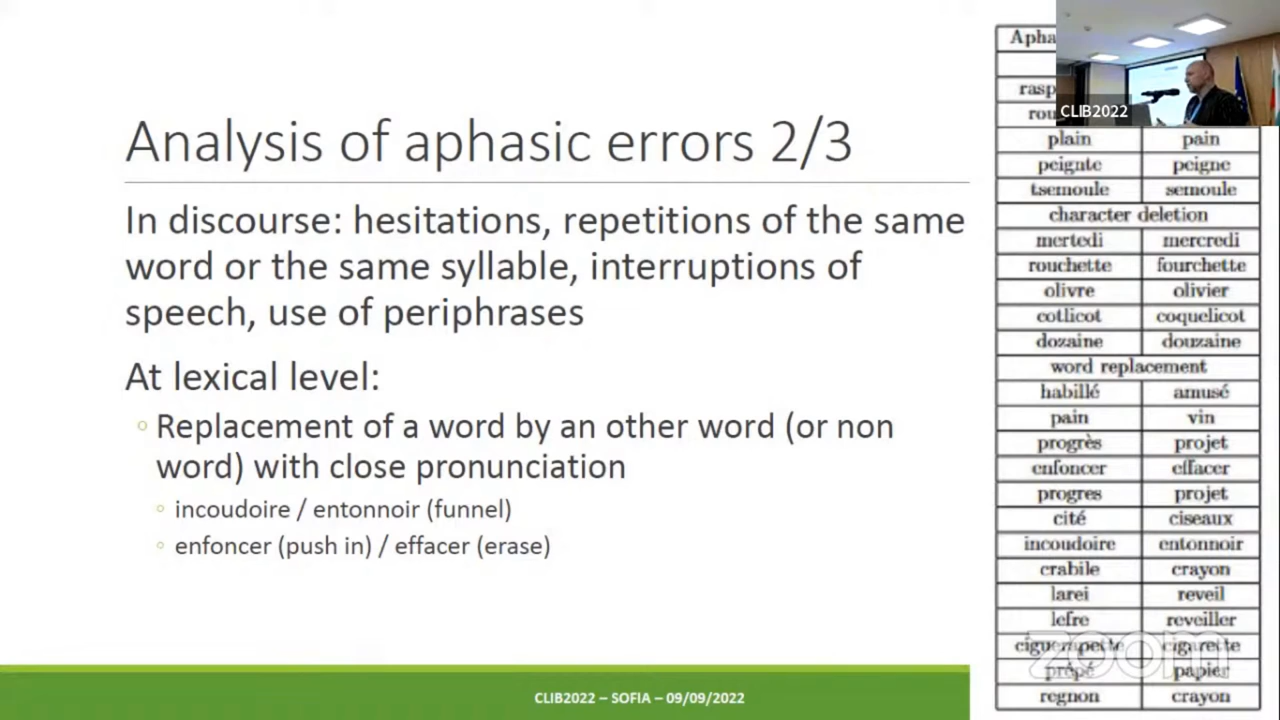 Analysis of aphasic errors 2/3
In discourse: hesitations, repetitions of the same
word or the same syllable, interruptions of
speech, use of periphrases
At lexical level:
Replacement of a word by an other word (or non
word) with close pronunciation
incoudoire / entonnoir (funnel)
enfoncer (push in) / effacer (erase)
CLIB2022 – SOFIA – 09/09/2022
CLIB2022
plain pain
peignte peigne
tsemoule semoule
character deletion
mertedi mercredi
rouchette fourchette
olivre olivier
cotlicot coquelicot
dozaine douzaine
word replacement
habillé amusé
pain vin
progrès projet
enfoncer effacer
progres projet
cité ciseaux
incoudoire entonnoir
crabile crayon
larei reveil
lefre reveiller
ciguempette cigarette
prépé papier
regnon crayon
zoom